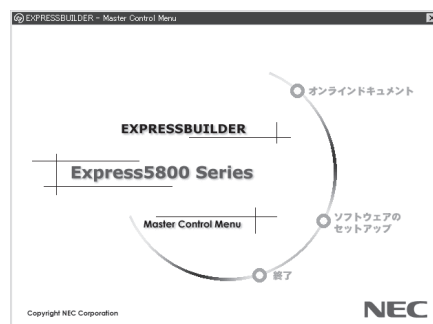 EXPRESSBUILDER - Master Control Menu
オンラインドキュメント
EXPRESSBUILDER
Express5800 Series
Master Control Menu
ソフトウェアの
セットアップ
終了
Copyright NEC Corporation
NEC